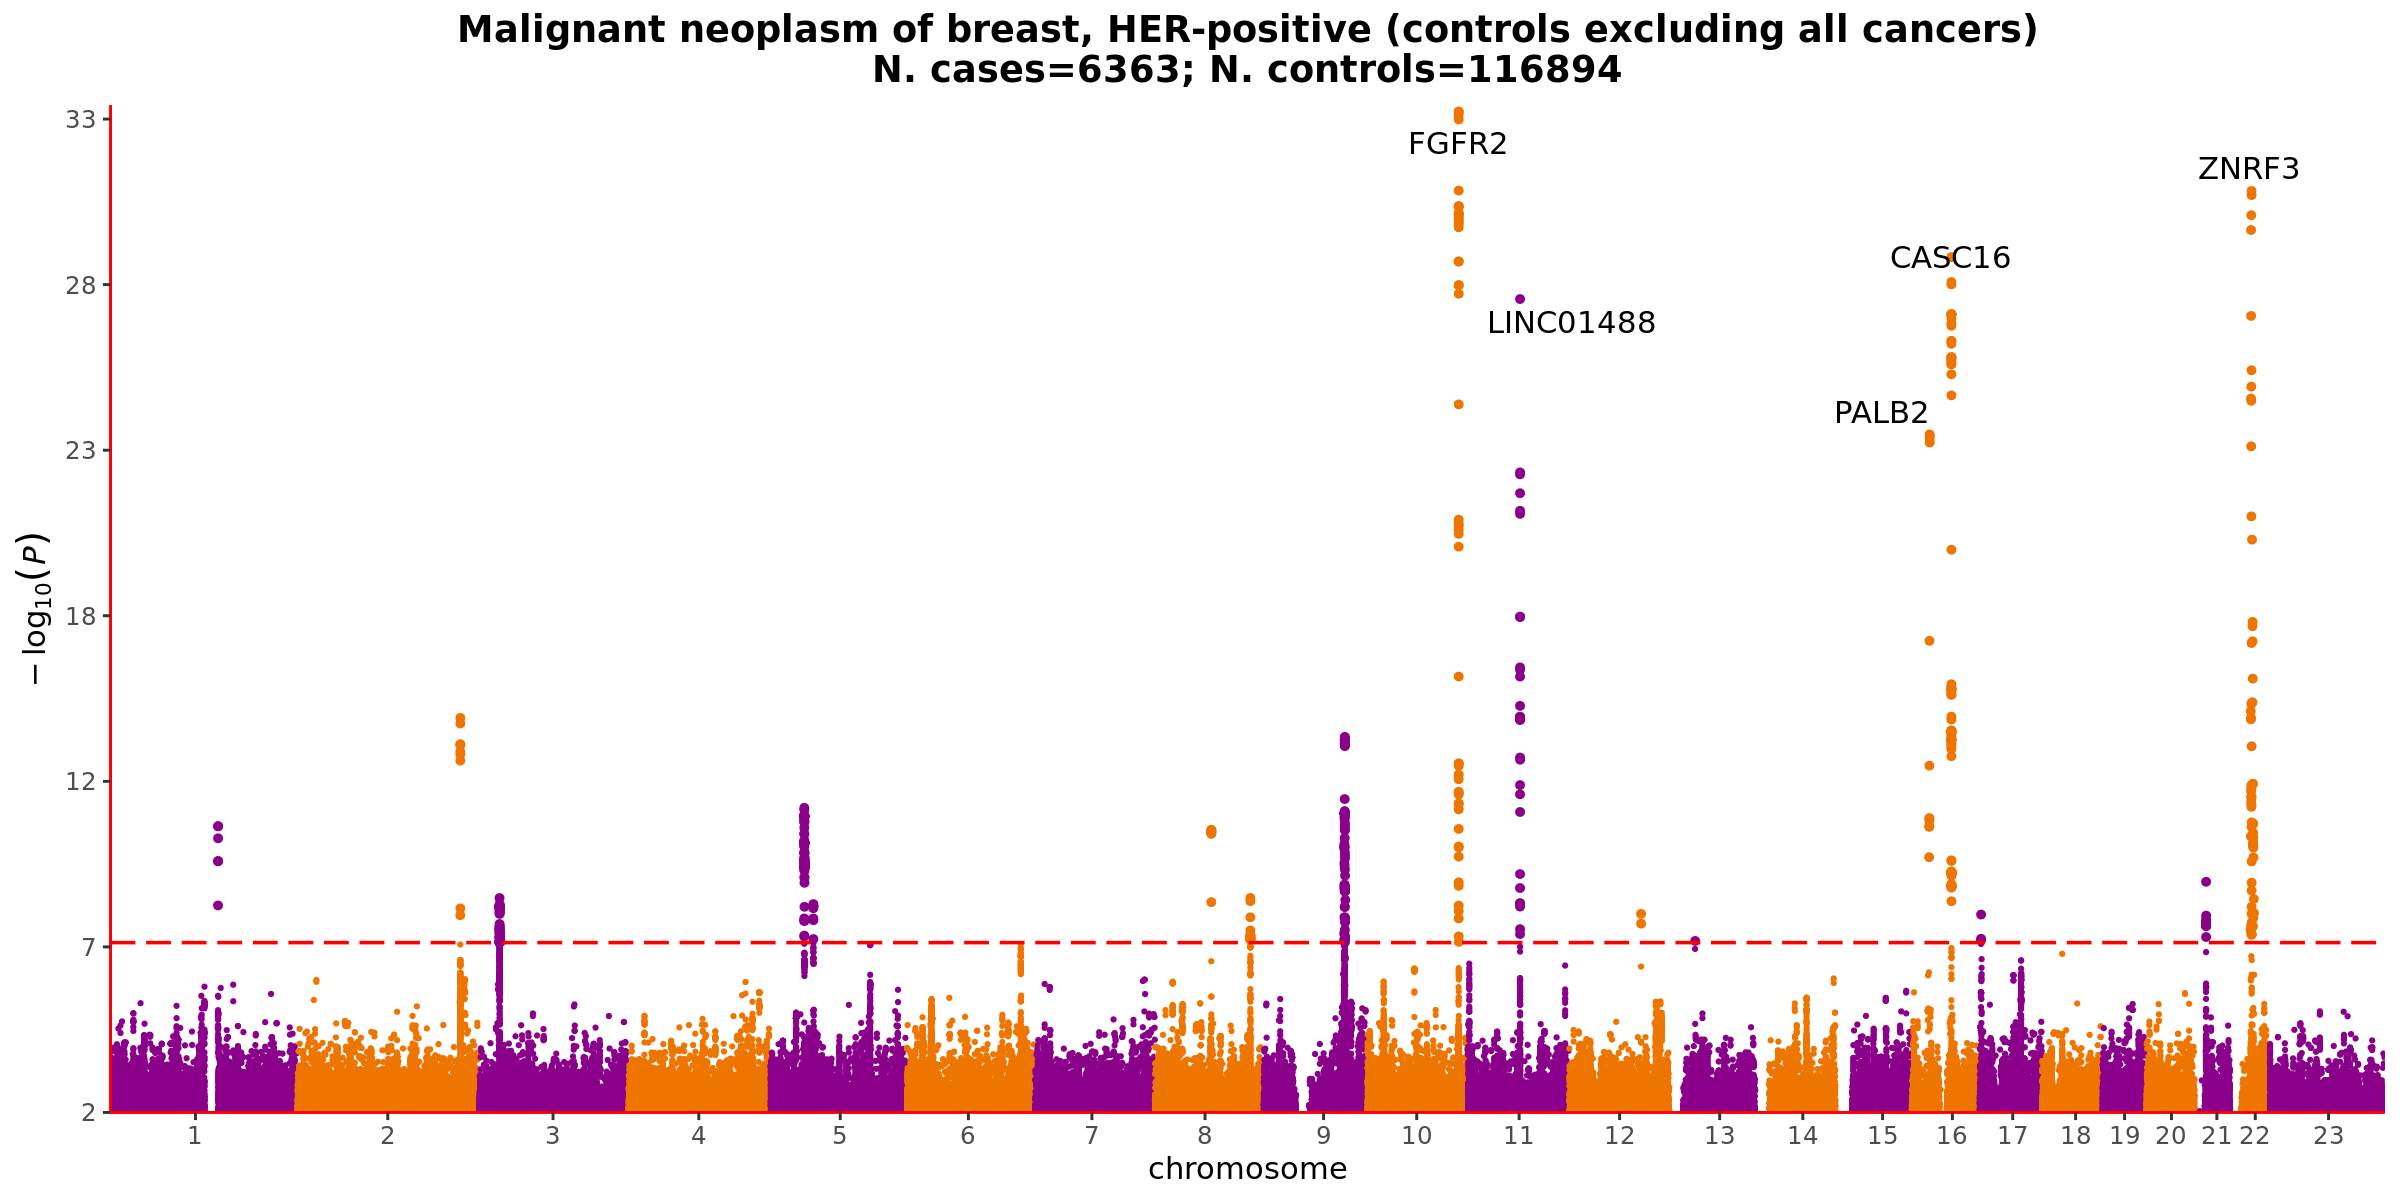 Malignant neoplasm of breast, HER-positive (controls excluding all cancers)
N. cases=6363; N. controls=116894
33
FGFR2
ZNRF3
CASC16
28
LINC01488
PALB2
23
−log10(P)
18
12
7
2
1 2 3 4 5 6 7 8 9 10 11 12 13 14 15 16 17 18 19 20 21 22 23
chromosome